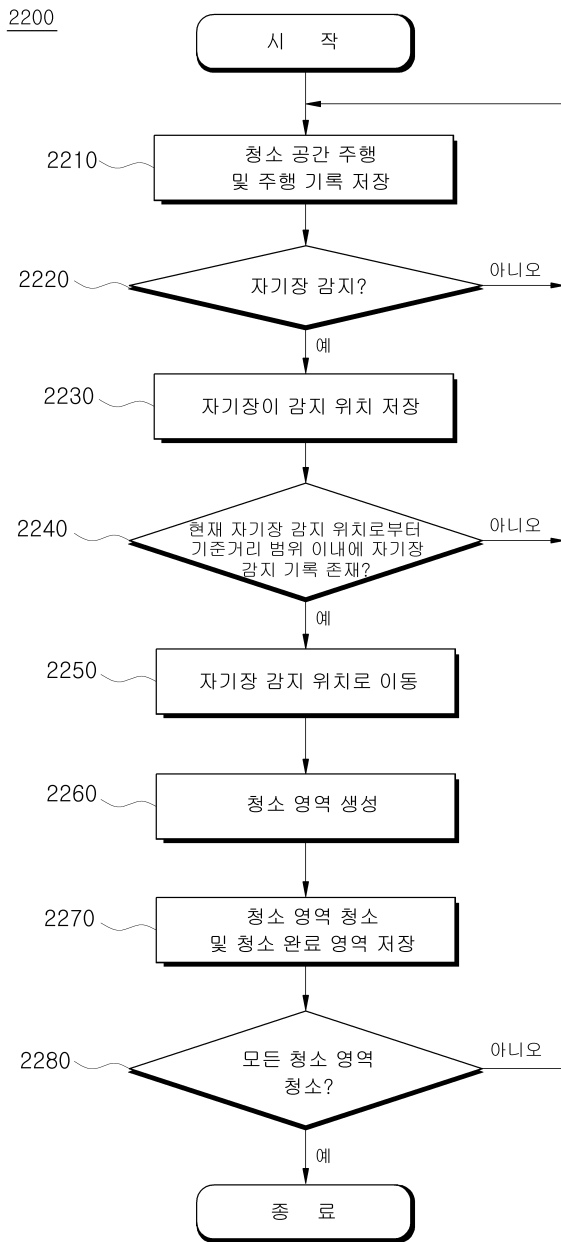 2200
시 작
2210
청소 공간 주행
및 주행 기록 저장
2220
자기장 감지?
아니오
예
2230
자기장이 감지 위치 저장
2240
현재 자기장 감지 위치로부터
기준거리 범위 이내에 자기장
감지 기록 존재?
아니오
예
2250
자기장 감지 위치로 이동
2260
청소 영역 생성
2270
청소 영역 청소
및 청소 완료 영역 저장
2280
모든 청소 영역
청소?
아니오
예
종 료